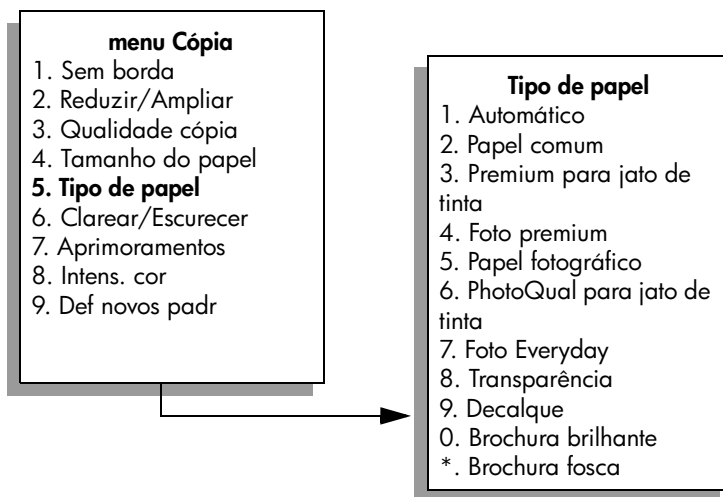 menu Cópia
1. Sem borda
2. Reduzir/Ampliar
3. Qualidade cópia
4. Tamanho do papel
5. Tipo de papel
6. Clarear/Escurecer
7. Aprimoramentos
8. Intens. cor
9. Def novos padr
Tipo de papel
1. Automático
2. Papel comum
3. Premium para jato de
tinta
4. Foto premium
5. Papel fotográfico
6. PhotoQual para jato de
tinta
7. Foto Everyday
8. Transparência
9. Decalque
0. Brochura brilhante
*. Brochura fosca